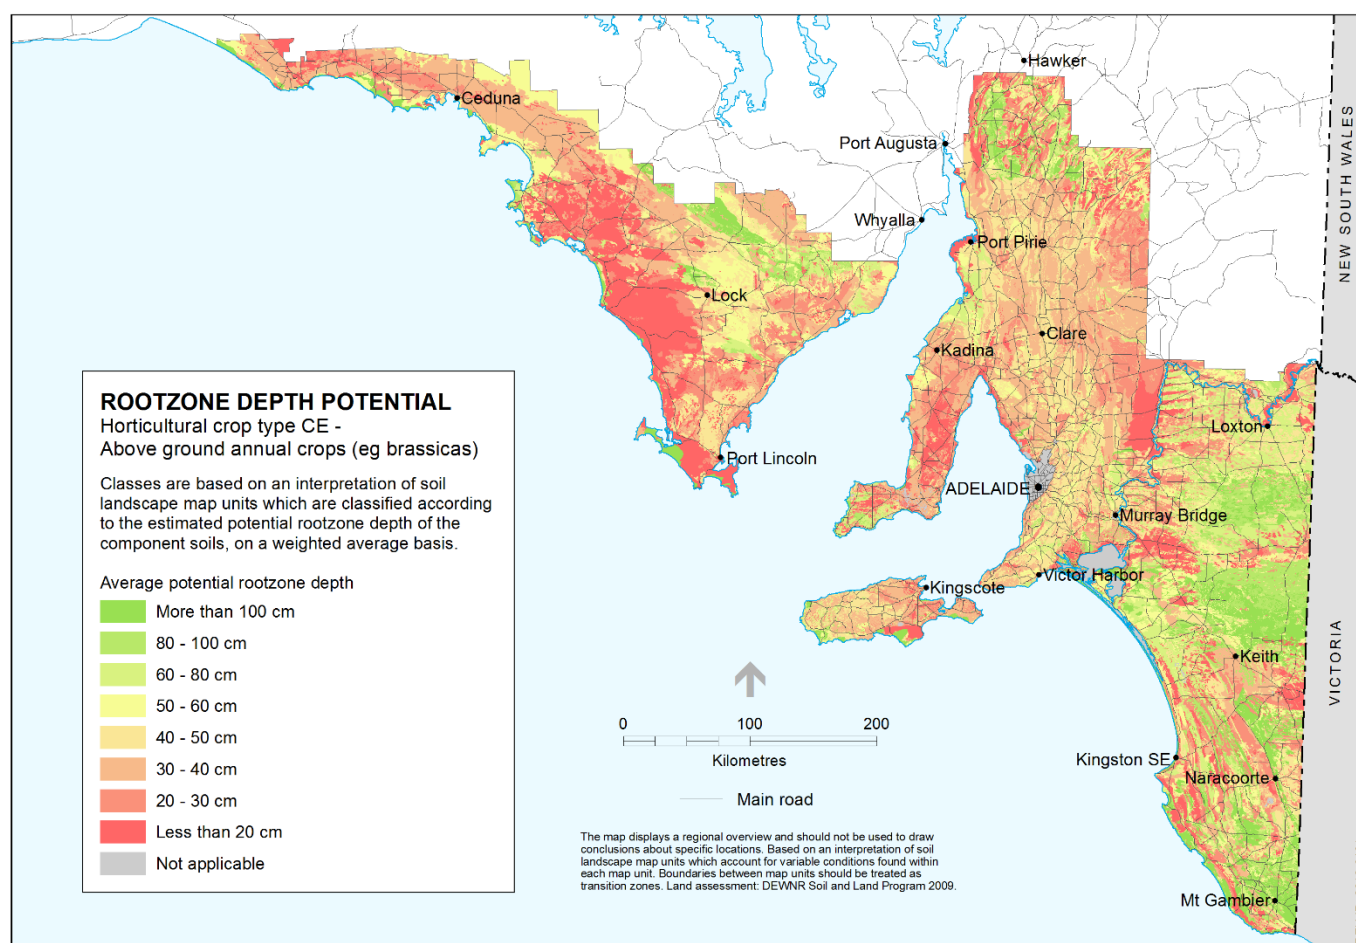 Hawker
Ceduna
Port Augusta
Whyalla
Port Pirie
NEW SOUTH WALES
Lock
Clare
Kadina
Loxton
Port Lincoln
ADELAIDE
Murray Bridge
Victor Harbor
Kingscote
Keith
VICTORIA
Kingston SE
Naracoorte
Mt Gambier
ROOTZONE DEPTH POTENTIAL
Horticultural crop type CE -
Above ground annual crops (eg brassicas)
Classes are based on an interpretation of soil
landscape map units which are classified according
to the estimated potential rootzone depth of the
component soils, on a weighted average basis.
Average potential rootzone depth
More than 100 cm
80 - 100 cm
60 - 80 cm
50 - 60 cm
40 - 50 cm
30 - 40 cm
20 - 30 cm
Less than 20 cm
Not applicable
0 100 200
Kilometres
Main road
The map displays a regional overview and should not be used to draw
conclusions about specific locations. Based on an interpretation of soil
landscape map units which account for variable conditions found within
each map unit. Boundaries between map units should be treated as
transition zones. Land assessment: DEWNR Soil and Land Program 2009.